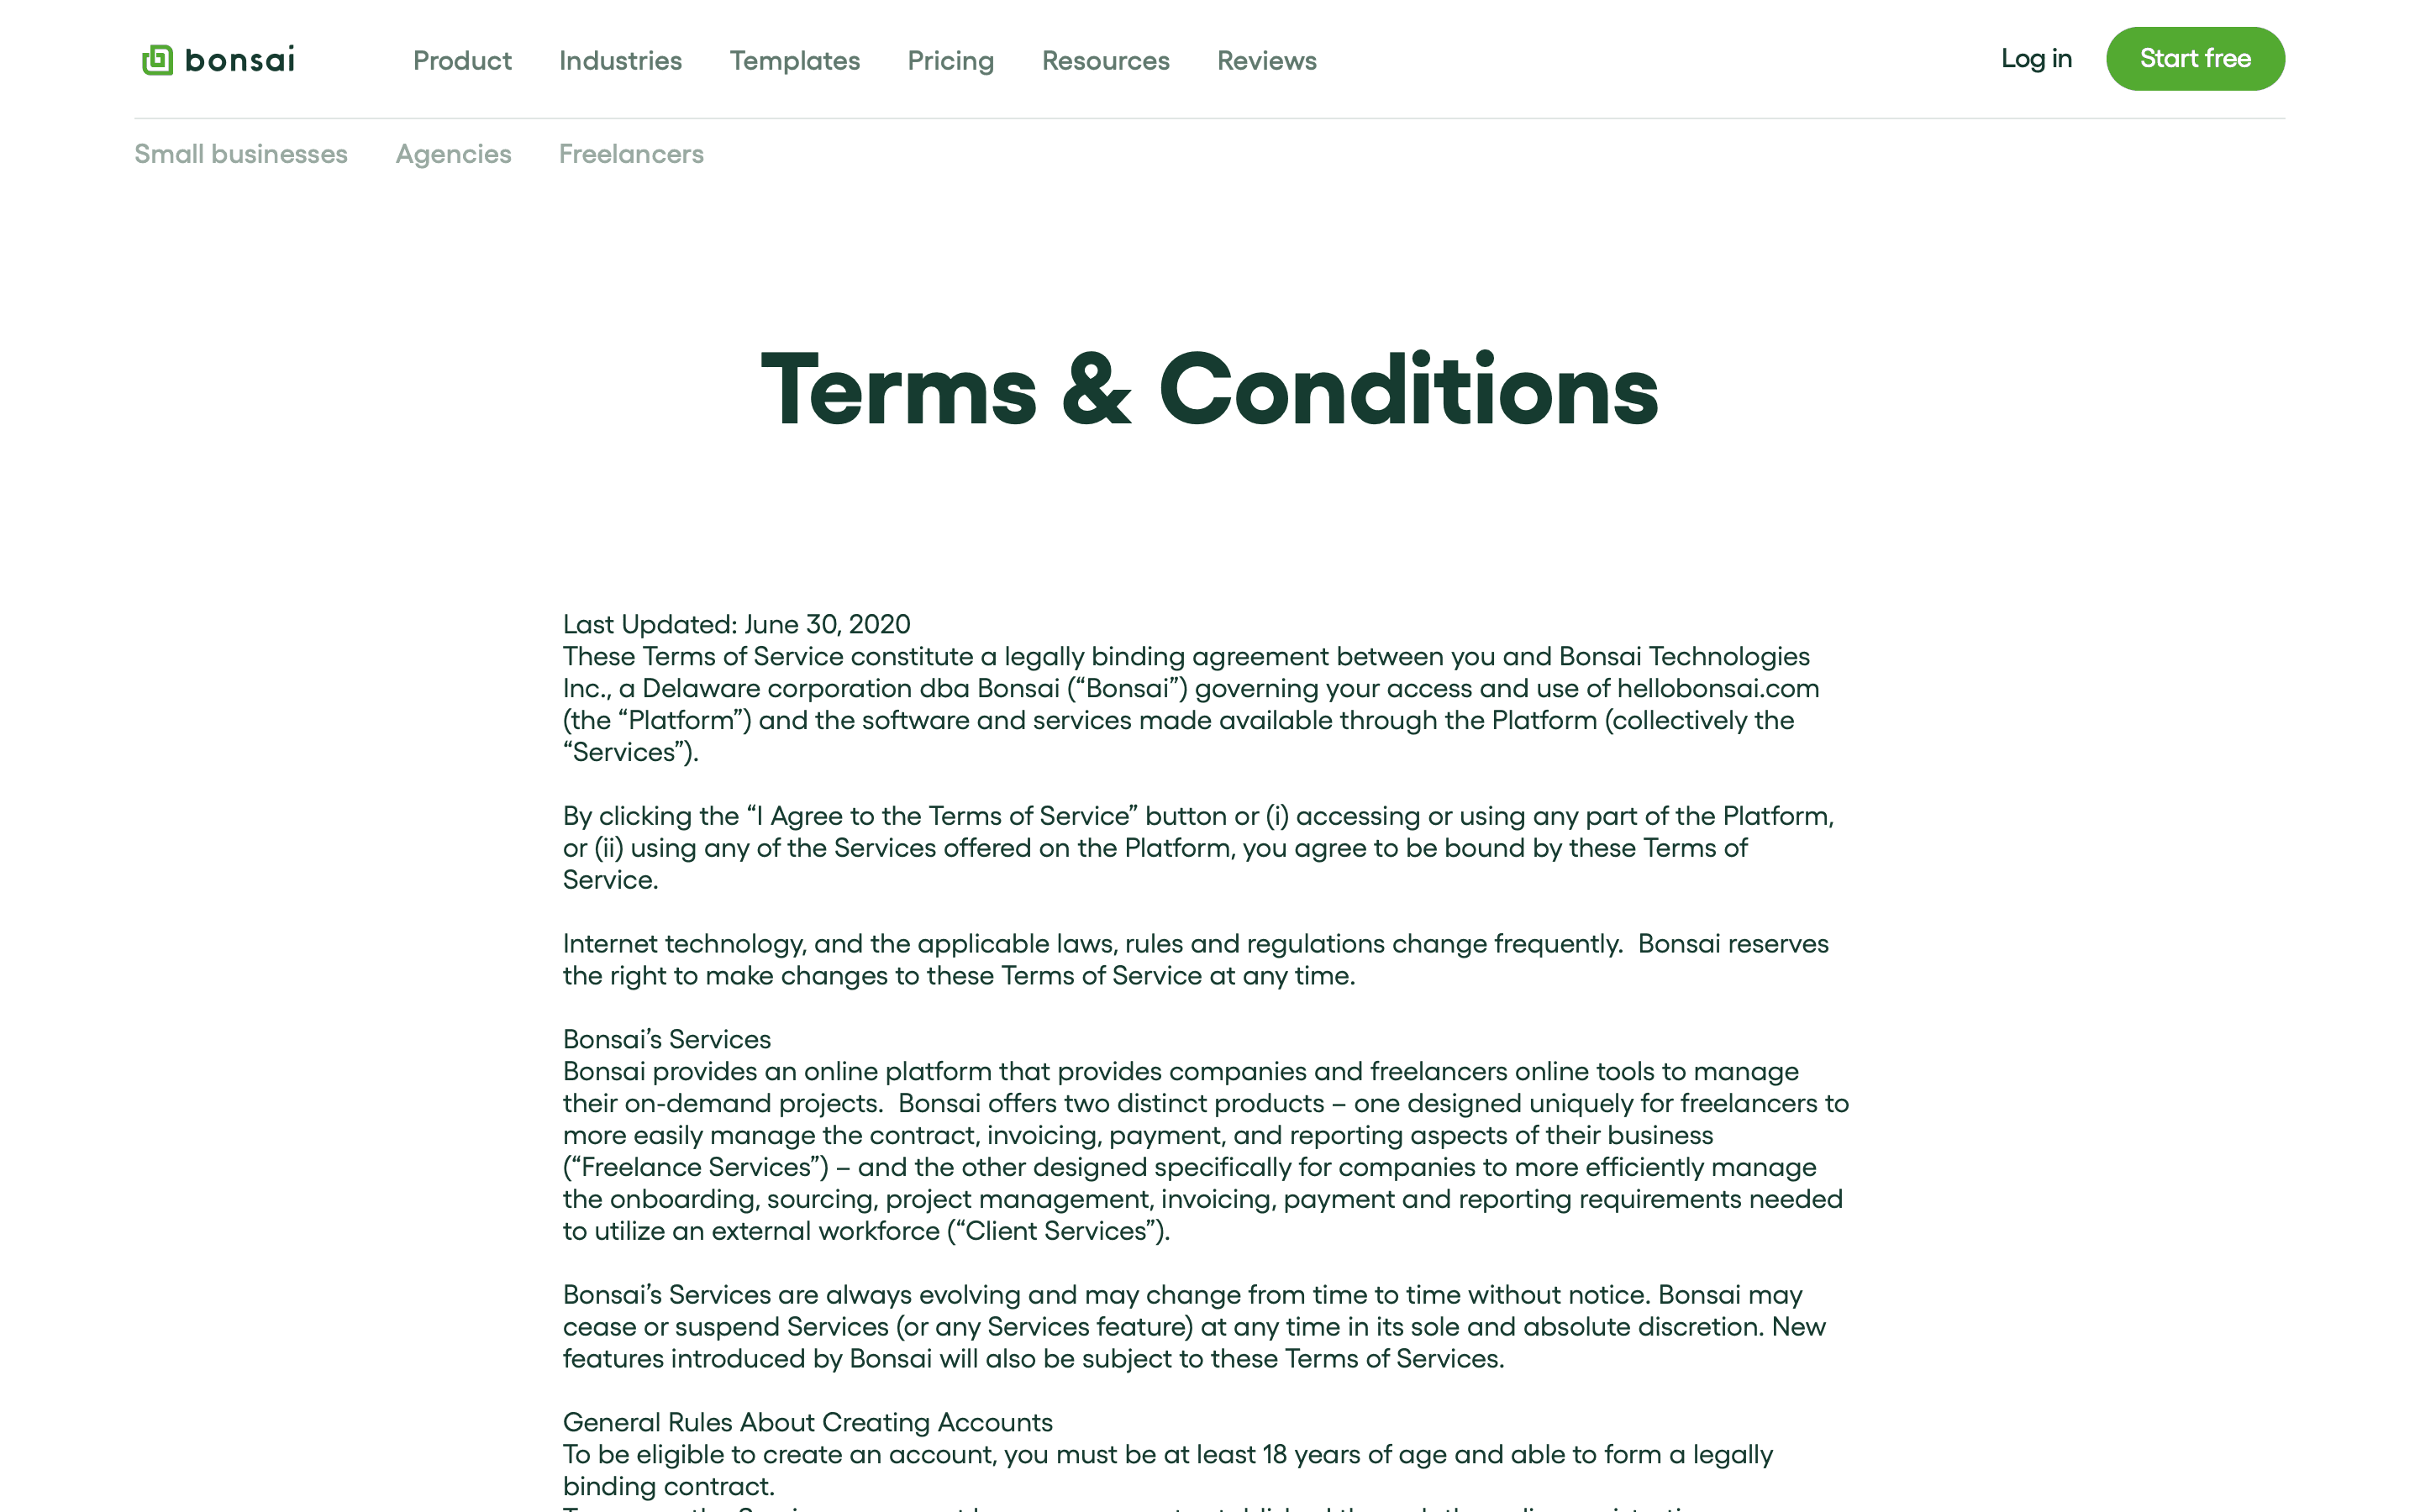 bonsai
Product Industries Templates Pricing Resources Reviews
Log in
Start free
Small businesses Agencies Freelancers
Terms & Conditions
Last Updated: June 30, 2020
These Terms of Service constitute a legally binding agreement between you and Bonsai Technologies
Inc., a Delaware corporation dba Bonsai (“Bonsai”) governing your access and use of hellobonsai.com
(the “Platform”) and the software and services made available through the Platform (collectively the
“Services”).
By clicking the “I Agree to the Terms of Service” button or (i) accessing or using any part of the Platform,
or (ii) using any of the Services offered on the Platform, you agree to be bound by these Terms of
Service.
Internet technology, and the applicable laws, rules and regulations change frequently.  Bonsai reserves
the right to make changes to these Terms of Service at any time.
Bonsai’s Services
Bonsai provides an online platform that provides companies and freelancers online tools to manage
their on-demand projects.  Bonsai offers two distinct products – one designed uniquely for freelancers to
more easily manage the contract, invoicing, payment, and reporting aspects of their business
(“Freelance Services”) – and the other designed specifically for companies to more efficiently manage
the onboarding, sourcing, project management, invoicing, payment and reporting requirements needed
to utilize an external workforce (“Client Services”).
Bonsai’s Services are always evolving and may change from time to time without notice. Bonsai may
cease or suspend Services (or any Services feature) at any time in its sole and absolute discretion. New
features introduced by Bonsai will also be subject to these Terms of Services.
General Rules About Creating Accounts
To be eligible to create an account, you must be at least 18 years of age and able to form a legally
binding contract.